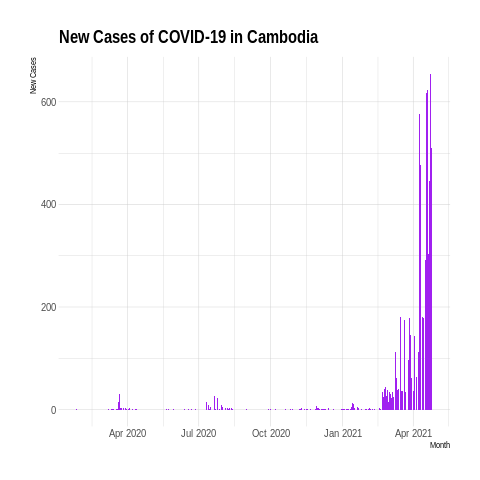 New Cases of COVID-19 in Cambodia
New Cases
600
400
200
0
Apr 2020 Jul 2020 Oct 2020 Jan 2021 Apr 2021
Month